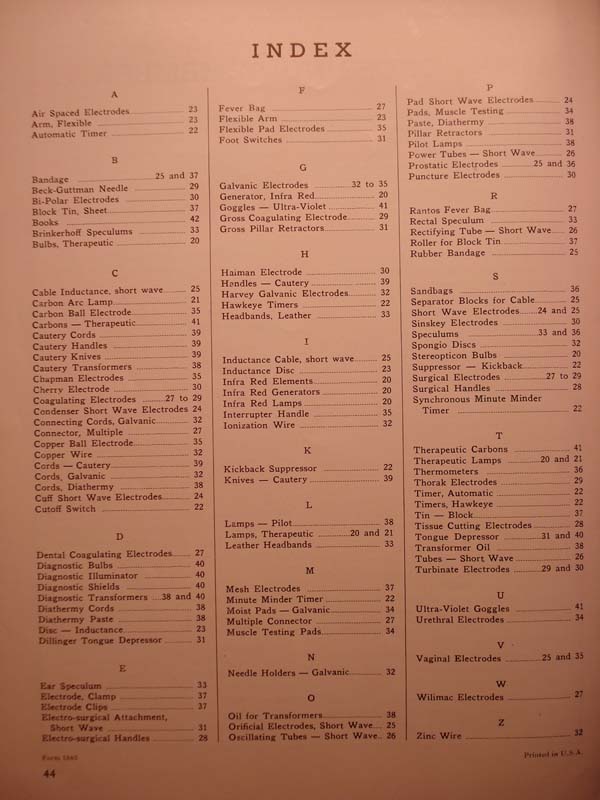 INDEX
A
Air Spaced Electrodes 23
Arm, Flexible 23
Automatic Timer 22
B
Bandage 25 and 37
Beck-Guttman Needle 29
Bi-Polar Electrodes 30
Block Tin, Sheet 37
Books 42
Brinkerhoff Speculums 33
Bulbs, Therapeutic 20
C
Cable Inductance, short wave 25
Carbon Arc Lamp 21
Carbon Ball Electrode 35
Carbons — Therapeutic 41
Cautery Cords 39
Cautery Handles 39
Cautery Knives 39
Cautery Transformers 38
Chapman Electrodes 35
Cherry Electrode 30
Coagulating Electrodes 27 to 29
Condenser Short Wave Electrodes 24
Connecting Cords, Galvanic 32
Connector, Multiple 27
Copper Ball Electrode 35
Copper Wire 32
Cords — Cautery 39
Cords, Galvanic 32
Cords, Diathermy 38
Cuff Short Wave Electrodes 24
Cutoff Switch 22
D
Dental Coagulating Electrodes 27
Diagnostic Bulbs 40
Diagnostic Illuminator 40
Diagnostic Shields 40
Diagnostic Transformers 38 and 40
Diathermy Cords 38
Diathermy Paste 38
Disc — Inductance 23
Dillinger Tongue Depressor 31
E
Ear Speculum 33
Electrode, Clamp 37
Electrode Clips 37
Electro-surgical Attachment,
Short Wave 31
Electro-surgical Handles 28
F
Fever Bag 27
Flexible Arm 23
Flexible Pad Electrodes 35
Foot Switches 31
G
Galvanic Electrodes 32 to 35
Generator, Infra Red 20
Goggles — Ultra-Violet 41
Gross Coagulating Electrode 29
Gross Pillar Retractors 31
H
Haiman Electrode 30
Handles — Cautery 39
Harvey Galvanic Electrodes 32
Hawkeye Timers 22
Headbands, Leather 33
I
Inductance Cable, short wave 25
Inductance Disc 23
Infra Red Elements 20
Infra Red Generators 20
Infra Red Lamps 20
Interrupter Handle 35
Ionization Wire 32
K
Kickback Suppressor 22
Knives — Cautery 39
L
Lamps — Pilot 38
Lamps, Therapeutic 20 and 21
Leather Headbands 33
M
Mesh Electrodes 37
Minute Minder Timer 22
Moist Pads — Galvanic 34
Multiple Connector 27
Muscle Testing Pads 34
N
Needle Holders — Galvanic 32
O
Oil for Transformers 38
Orificial Electrodes, Short Wave 25
Oscillating Tubes — Short Wave 26
P
Pad Short Wave Electrodes 24
Pads, Muscle Testing 34
Paste, Diathermy 38
Pillar Retractors 31
Pilot Lamps 38
Power Tubes — Short Wave 26
Prostatic Electrodes 25 and 36
Puncture Electrodes 30
R
Rantos Fever Bag 27
Rectal Speculum 33
Rectifying Tube — Short Wave 26
Roller for Block Tin 37
Rubber Bandage 25
S
Sandbags 36
Separator Blocks for Cable 25
Short Wave Electrodes 24 and 25
Sinskey Electrodes 30
Speculums 33 and 36
Spongio Discs 32
Stereopticon Bulbs 20
Suppressor — Kickback 22
Surgical Electrodes 27 to 29
Surgical Handles 28
Synchronous Minute Minder
Timer 22
T
Therapeutic Carbons 41
Therapeutic Lamps 20 and 21
Thermometers 36
Thorak Electrodes 29
Timer, Automatic 22
Timers, Hawkeye 22
Tin — Block 37
Tissue Cutting Electrodes 28
Tongue Depressor 31 and 40
Transformer Oil 38
Tubes — Short Wave 26
Turbinate Electrodes 29 and 30
U
Ultra-Violet Goggles 41
Urethral Electrodes 34
V
Vaginal Electrodes 25 and 35
W
Wilimac Electrodes 27
Z
Zinc Wire 32
Form
44
Printed in U.S.A.